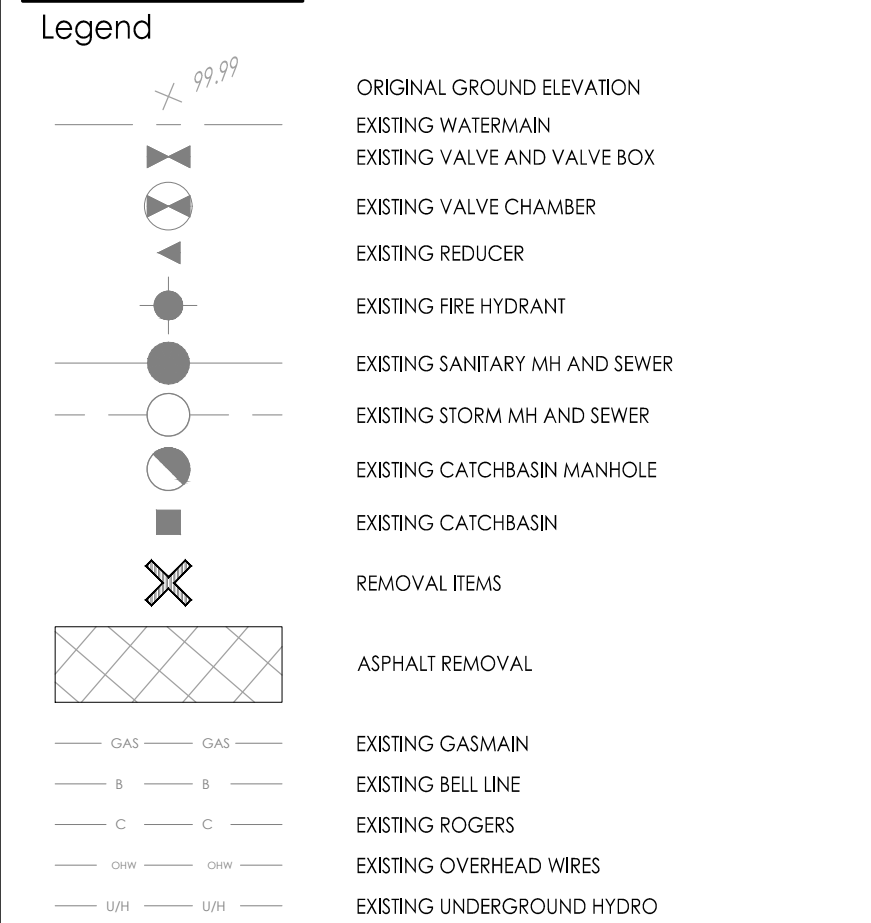 Legend
99.99 ORIGINAL GROUND ELEVATION
EXISTING WATERMAIN
EXISTING VALVE AND VALVE BOX
EXISTING VALVE CHAMBER
EXISTING REDUCER
EXISTING FIRE HYDRANT
EXISTING SANITARY MH AND SEWER
EXISTING STORM MH AND SEWER
EXISTING CATCHBASIN MANHOLE
EXISTING CATCHBASIN
REMOVAL ITEMS
ASPHALT REMOVAL
GAS GAS EXISTING GASMAIN
B B EXISTING BELL LINE
C C EXISTING ROGERS
OHW OHW EXISTING OVERHEAD WIRES
U/H U/H EXISTING UNDERGROUND HYDRO